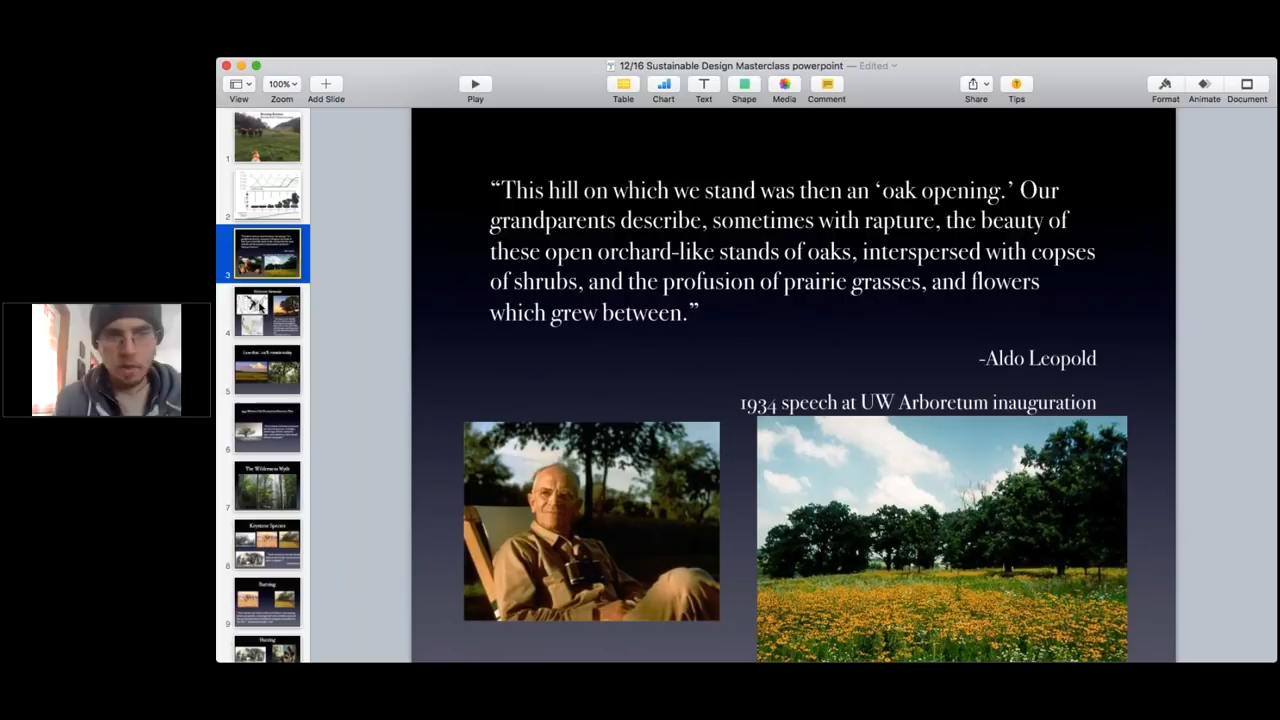 12/16 Sustainable Design Masterclass powerpoint — Edited
100%
View
Zoom
Add Slide
Play
Table
Chart
Text
Shape
Media
Comment
Share
Tips
Format
Animate
Document
1
2
3
4
5
6
The Wilderness Myth
7
Keystone Species
8
Burning
9
Hunting
“This hill on which we stand was then an ‘oak opening.’ Our
grandparents describe, sometimes with rapture, the beauty of
these open orchard-like stands of oaks, interspersed with copses
of shrubs, and the profusion of prairie grasses, and flowers
which grew between.”
-Aldo Leopold
1934 speech at UW Arboretum inauguration